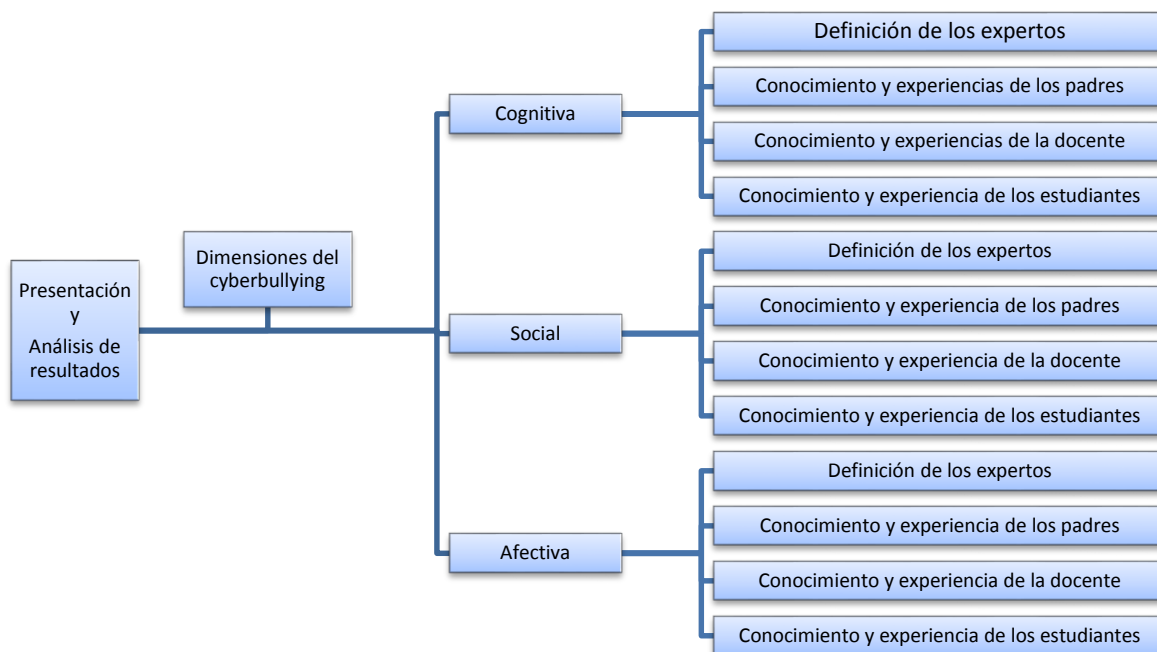 Presentación
y
Análisis de
resultados
Dimensiones del
cyberbullying
Cognitiva
Definición de los expertos
Conocimiento y experiencias de los padres
Conocimiento y experiencias de la docente
Conocimiento y experiencia de los estudiantes
Social
Definición de los expertos
Conocimiento y experiencia de los padres
Conocimiento y experiencia de la docente
Conocimiento y experiencia de los estudiantes
Afectiva
Definición de los expertos
Conocimiento y experiencia de los padres
Conocimiento y experiencia de la docente
Conocimiento y experiencia de los estudiantes